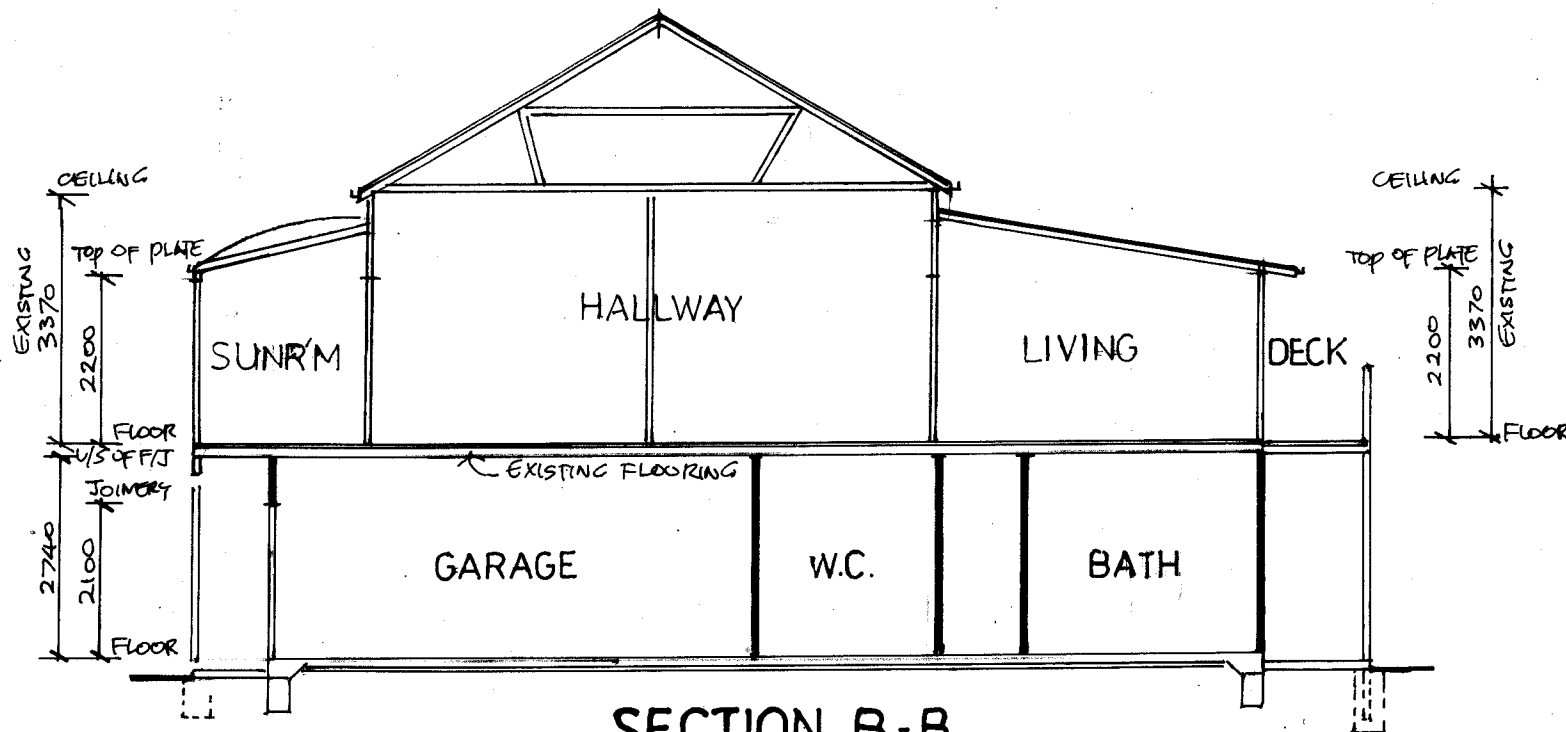 CEILING
CEILING
TOP OF PLATE
TOP OF PLATE
EXISTING
3370
2200
2200
3370
EXISTING
SUNR'M
HALLWAY
LIVING
DECK
FLOOR
FLOOR
U/S OF F/J
EXISTING FLOORING
JOINERY
2740
2100
GARAGE
W.C.
BATH
FLOOR
SECTION B-B